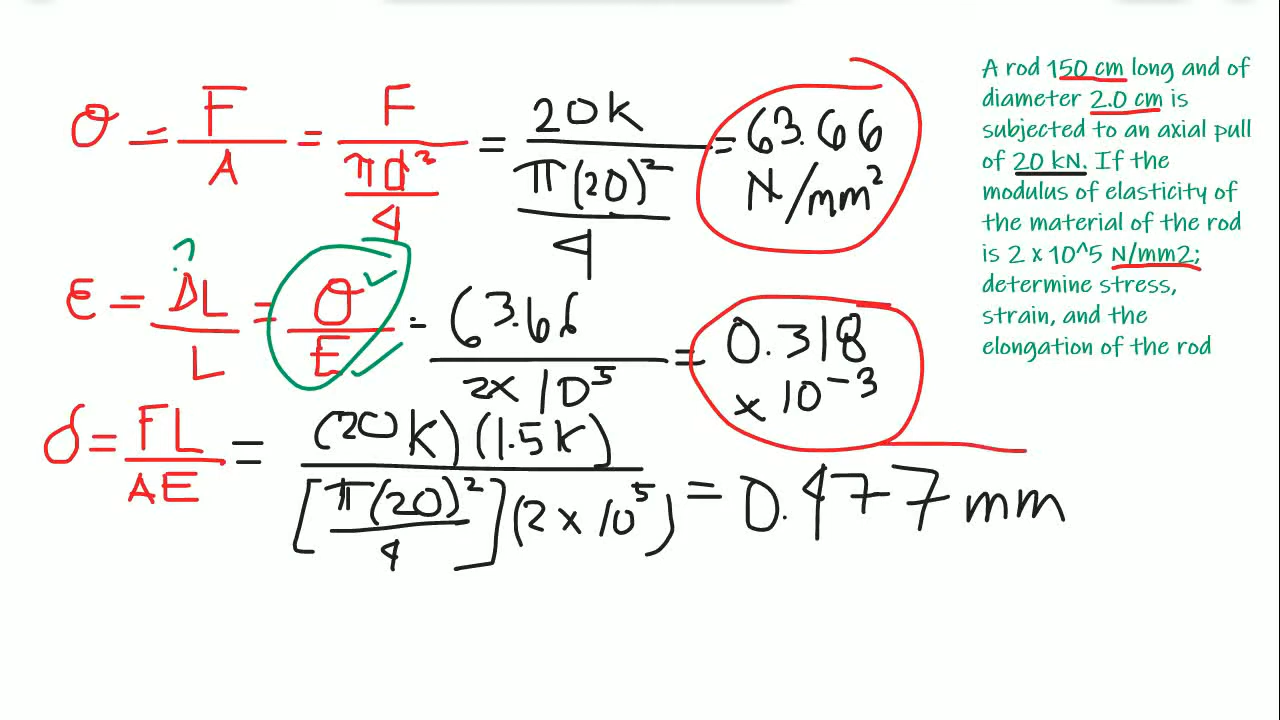 σ = F/A = F/(πd²/4) = 20k/(π(20)²/4) = 63.66 N/mm²
ε = ΔL/L = σ/E = 63.66/(2x10⁵) = 0.318 x 10⁻³
δ = FL/AE = (20k)(1.5k)/([π(20)²/4](2x10⁵)) = 0.477mm
A rod 150 cm long and of
diameter 2.0 cm is
subjected to an axial pull
of 20 kN. If the
modulus of elasticity of
the material of the rod
is 2 x 10^5 N/mm2;
determine stress,
strain, and the
elongation of the rod